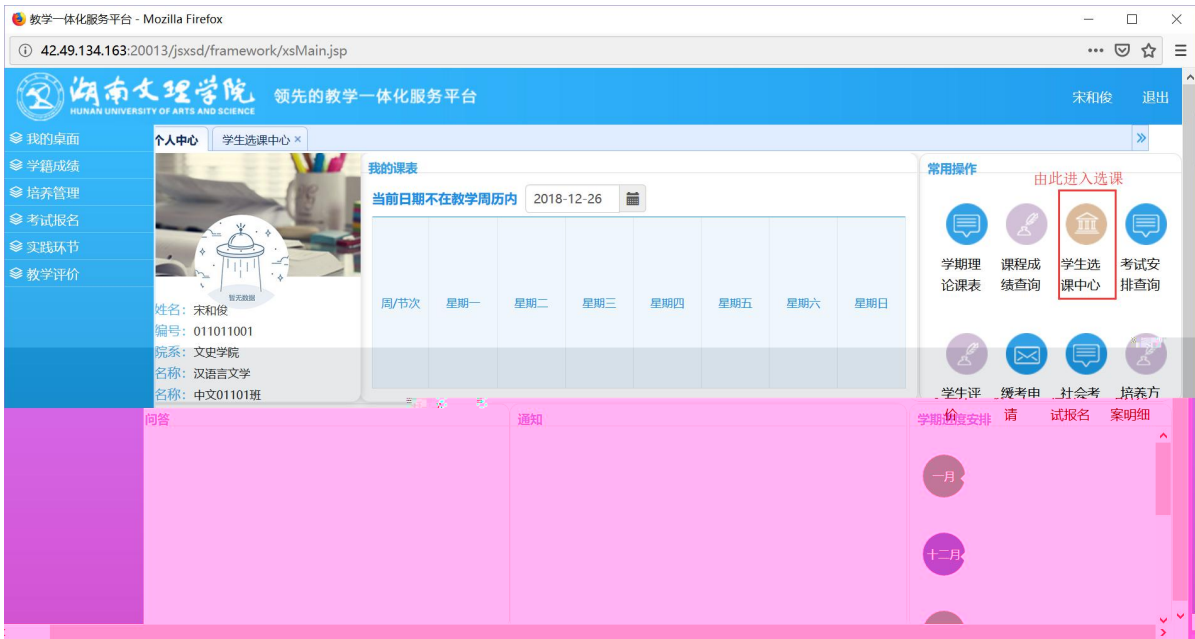 教学一体化服务平台 - Mozilla Firefox
42.49.134.163:20013/jsxsd/framework/xsMain.jsp
湖南文理学院
HUNAN UNIVERSITY OF ARTS AND SCIENCE
领先的教学一体化服务平台
宋和俊 退出
我的桌面
学籍成绩
培养管理
考试报名
实践环节
教学评价
个人中心 学生选课中心 ×
暂无数据
姓名：宋和俊
编号：011011001
院系：文史学院
名称：汉语言文学
名称：中文01101班
我的课表
当前日期不在教学周历内 2018-12-26
周/节次 星期一 星期二 星期三 星期四 星期五 星期六 星期日
常用操作
由此进入选课
学期理论课表
课程成绩查询
学生选课中心
考试安排查询
学生评价
缓考申请
社会考试报名
培养方案明细
问答
通知
学期进度安排
一月
十二月